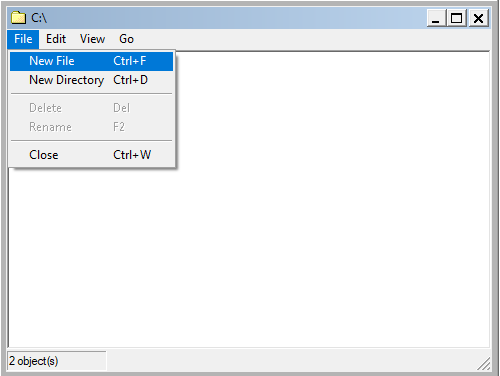 C:\
File Edit View Go
New File Ctrl+F
New Directory Ctrl+D
Delete Del
Rename F2
Close Ctrl+W
2 object(s)